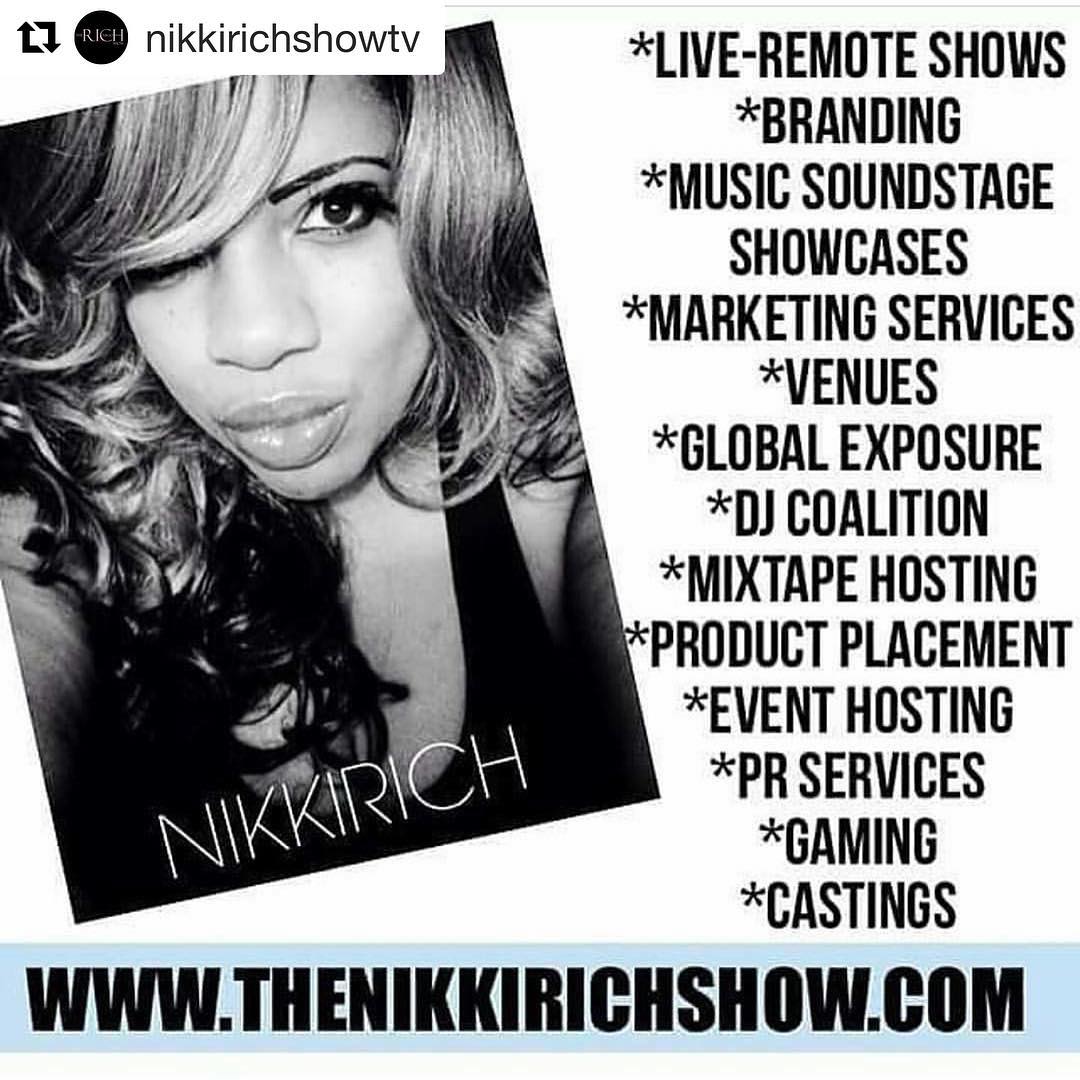 RICH
nikkirichshowtv
*LIVE-REMOTE SHOWS
*BRANDING
*MUSIC SOUNDSTAGE
SHOWCASES
*MARKETING SERVICES
*VENUES
*GLOBAL EXPOSURE
*DJ COALITION
*MIXTAPE HOSTING
*PRODUCT PLACEMENT
*EVENT HOSTING
*PR SERVICES
*GAMING
*CASTINGS
NIKKIRICH
WWW.THENIKKIRICHSHOW.COM